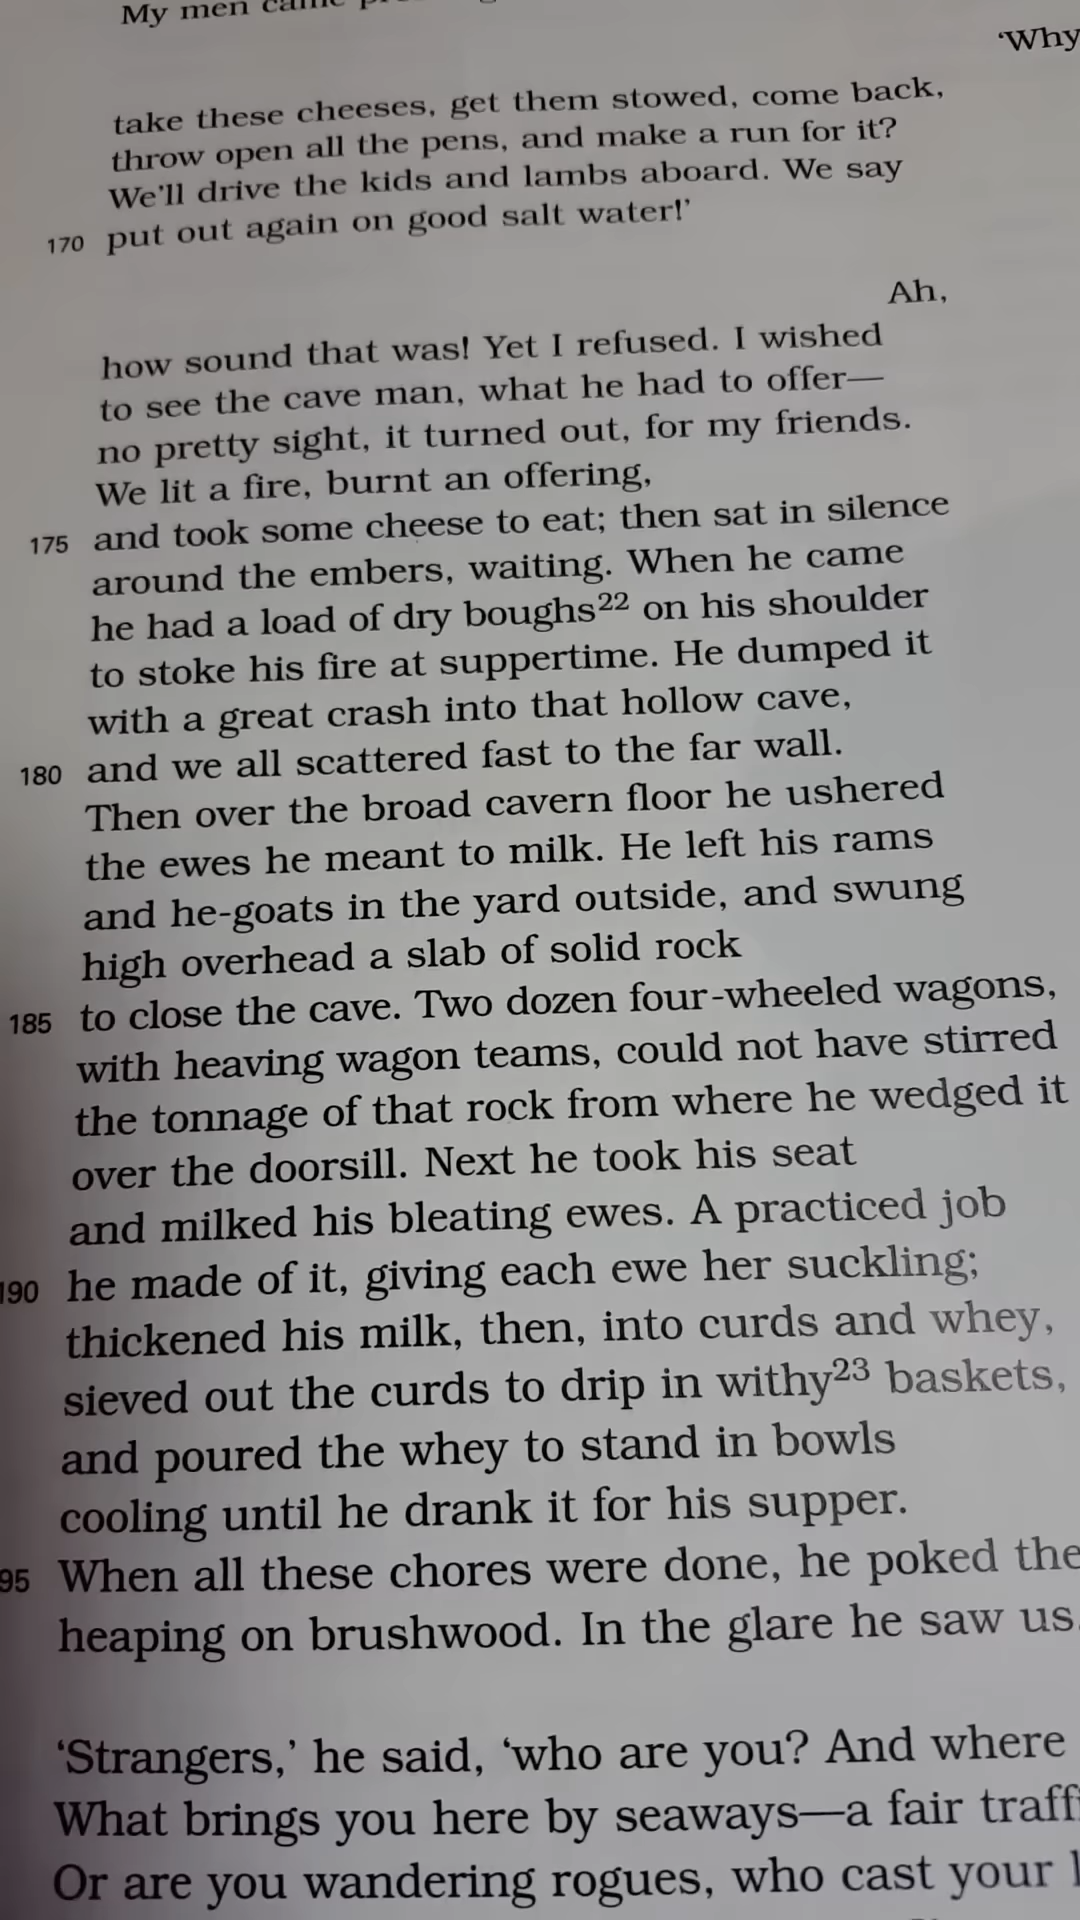 My men came
'Why
take these cheeses, get them stowed, come back,
throw open all the pens, and make a run for it?
We'll drive the kids and lambs aboard. We say
170 put out again on good salt water!'
Ah,
how sound that was! Yet I refused. I wished
to see the cave man, what he had to offer—
no pretty sight, it turned out, for my friends.
We lit a fire, burnt an offering,
175 and took some cheese to eat; then sat in silence
around the embers, waiting. When he came
he had a load of dry boughs22 on his shoulder
to stoke his fire at suppertime. He dumped it
with a great crash into that hollow cave,
180 and we all scattered fast to the far wall.
Then over the broad cavern floor he ushered
the ewes he meant to milk. He left his rams
and he-goats in the yard outside, and swung
high overhead a slab of solid rock
185 to close the cave. Two dozen four-wheeled wagons,
with heaving wagon teams, could not have stirred
the tonnage of that rock from where he wedged it
over the doorsill. Next he took his seat
and milked his bleating ewes. A practiced job
190 he made of it, giving each ewe her suckling;
thickened his milk, then, into curds and whey,
sieved out the curds to drip in withy23 baskets,
and poured the whey to stand in bowls
cooling until he drank it for his supper.
95 When all these chores were done, he poked the
heaping on brushwood. In the glare he saw us.
'Strangers,' he said, 'who are you? And where
What brings you here by seaways—a fair
Or are you wandering rogues, who cast your